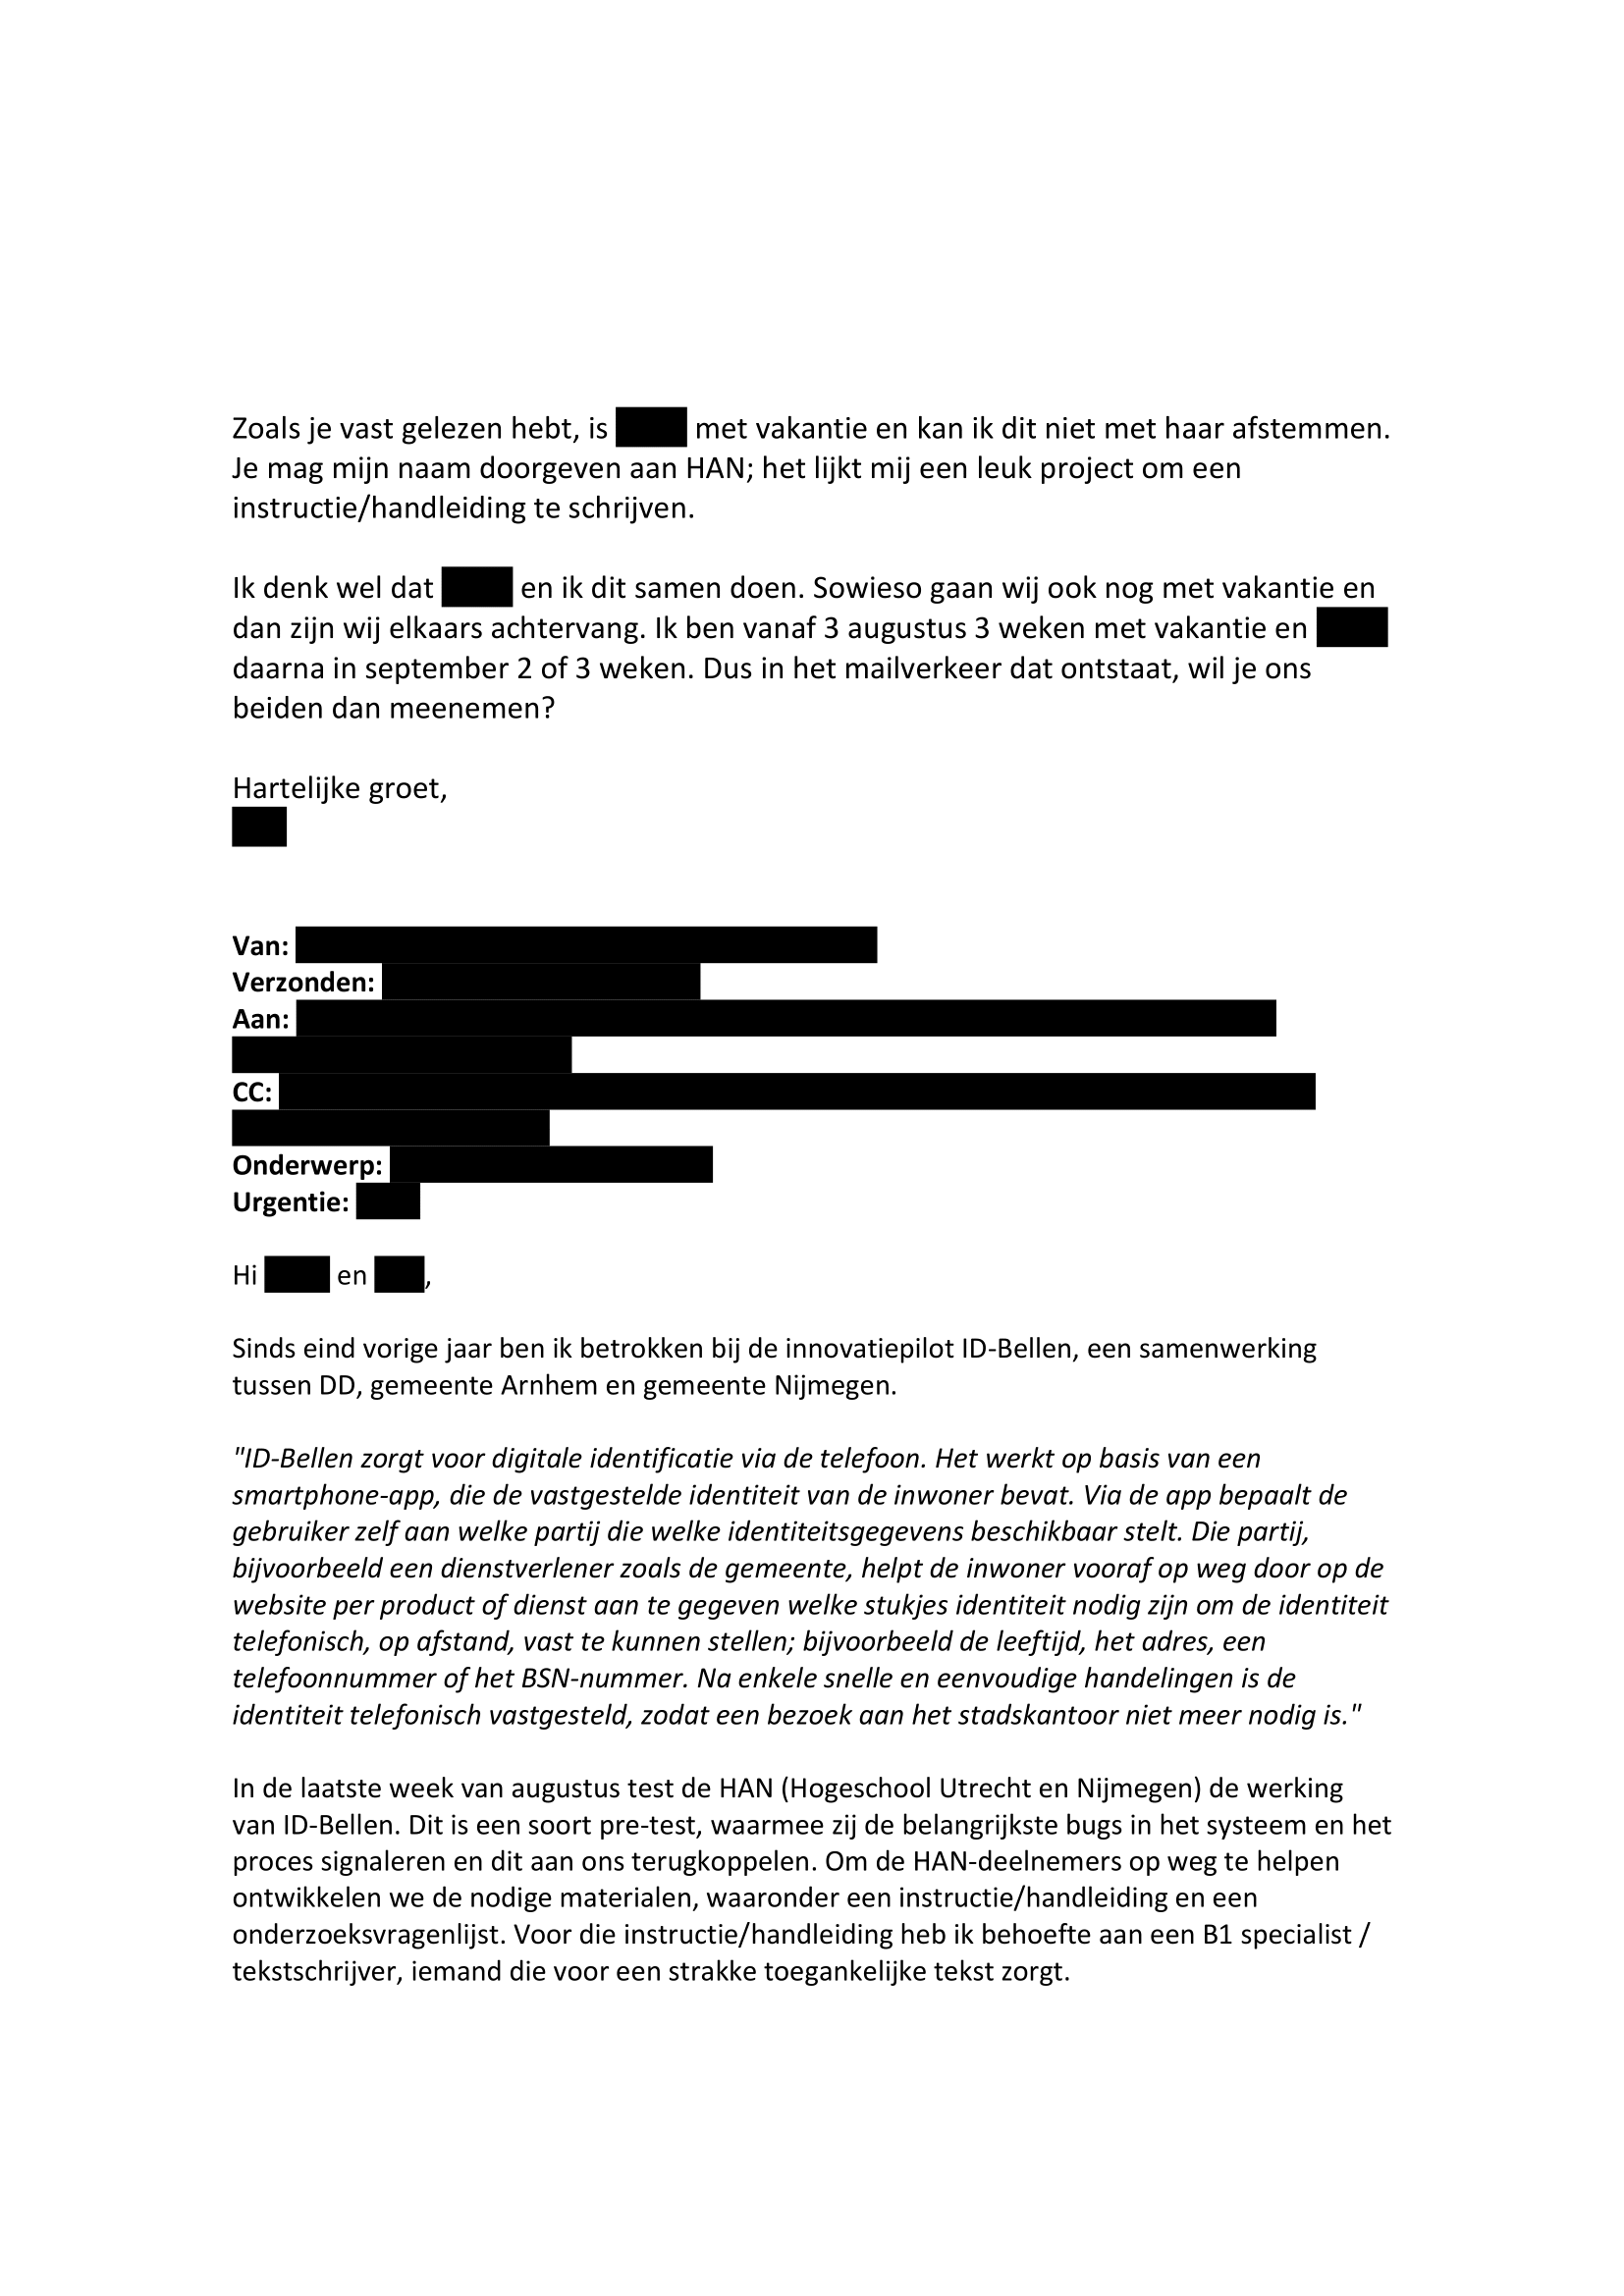 Zoals je vast gelezen hebt, is met vakantie en kan ik dit niet met haar afstemmen.
Je mag mijn naam doorgeven aan HAN; het lijkt mij een leuk project om een
instructie/handleiding te schrijven.
Ik denk wel dat en ik dit samen doen. Sowieso gaan wij ook nog met vakantie en
dan zijn wij elkaars achtervang. Ik ben vanaf 3 augustus 3 weken met vakantie en
daarna in september 2 of 3 weken. Dus in het mailverkeer dat ontstaat, wil je ons
beiden dan meenemen?
Hartelijke groet,
Van:
Verzonden:
Aan:
CC:
Onderwerp:
Urgentie:
Hi en ,
Sinds eind vorige jaar ben ik betrokken bij de innovatiepilot ID-Bellen, een samenwerking
tussen DD, gemeente Arnhem en gemeente Nijmegen.
"ID-Bellen zorgt voor digitale identificatie via de telefoon. Het werkt op basis van een
smartphone-app, die de vastgestelde identiteit van de inwoner bevat. Via de app bepaalt de
gebruiker zelf aan welke partij die welke identiteitsgegevens beschikbaar stelt. Die partij,
bijvoorbeeld een dienstverlener zoals de gemeente, helpt de inwoner vooraf op weg door op de
website per product of dienst aan te gegeven welke stukjes identiteit nodig zijn om de identiteit
telefonisch, op afstand, vast te kunnen stellen; bijvoorbeeld de leeftijd, het adres, een
telefoonnummer of het BSN-nummer. Na enkele snelle en eenvoudige handelingen is de
identiteit telefonisch vastgesteld, zodat een bezoek aan het stadskantoor niet meer nodig is."
In de laatste week van augustus test de HAN (Hogeschool Utrecht en Nijmegen) de werking
van ID-Bellen. Dit is een soort pre-test, waarmee zij de belangrijkste bugs in het systeem en het
proces signaleren en dit aan ons terugkoppelen. Om de HAN-deelnemers op weg te helpen
ontwikkelen we de nodige materialen, waaronder een instructie/handleiding en een
onderzoeksvragenlijst. Voor die instructie/handleiding heb ik behoefte aan een B1 specialist /
tekstschrijver, iemand die voor een strakke toegankelijke tekst zorgt.